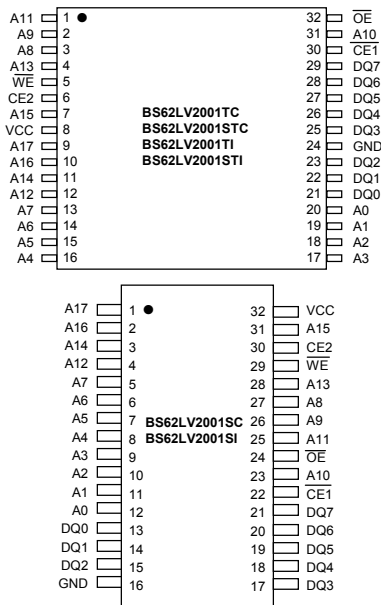 A11 1 32 O̅E̅
A9 2 31 A10
A8 3 30 C̅E̅1̅
A13 4 29 DQ7
W̅E̅ 5 28 DQ6
CE2 6 27 DQ5
A15 7 BS62LV2001TC 26 DQ4
VCC 8 BS62LV2001STC 25 DQ3
A17 9 BS62LV2001TI 24 GND
A16 10 BS62LV2001STI 23 DQ2
A14 11 22 DQ1
A12 12 21 DQ0
A7 13 20 A0
A6 14 19 A1
A5 15 18 A2
A4 16 17 A3
A17 1 32 VCC
A16 2 31 A15
A14 3 30 CE2
A12 4 29 W̅E̅
A7 5 28 A13
A6 6 27 A8
A5 7 BS62LV2001SC 26 A9
A4 8 BS62LV2001SI 25 A11
A3 9 24 O̅E̅
A2 10 23 A10
A1 11 22 C̅E̅1̅
A0 12 21 DQ7
DQ0 13 20 DQ6
DQ1 14 19 DQ5
DQ2 15 18 DQ4
GND 16 17 DQ3